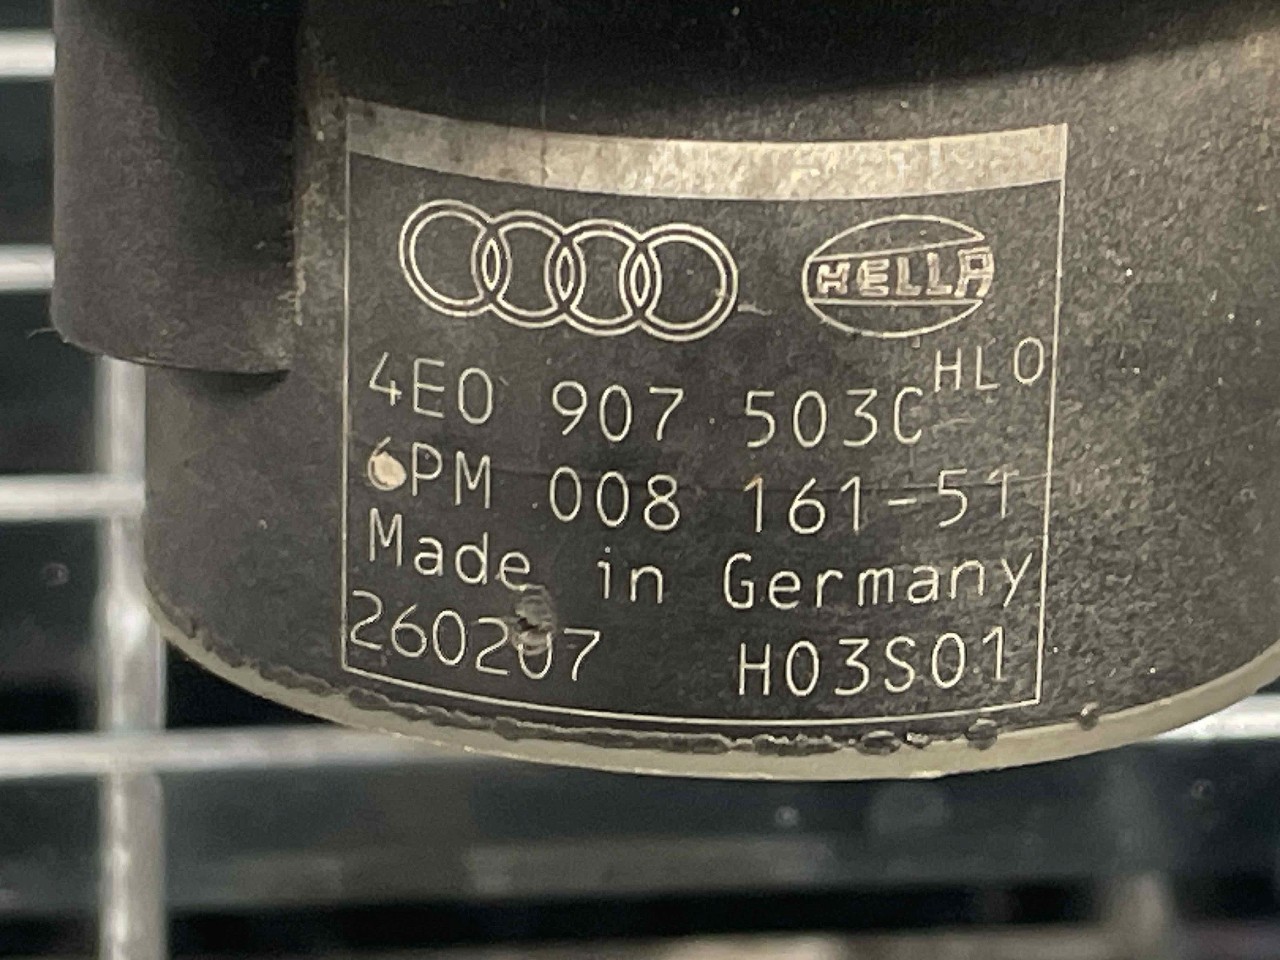 HELLA
HLO
4E0 907 503C
6PM 008 161-51
Made in Germany
260207 H03S01